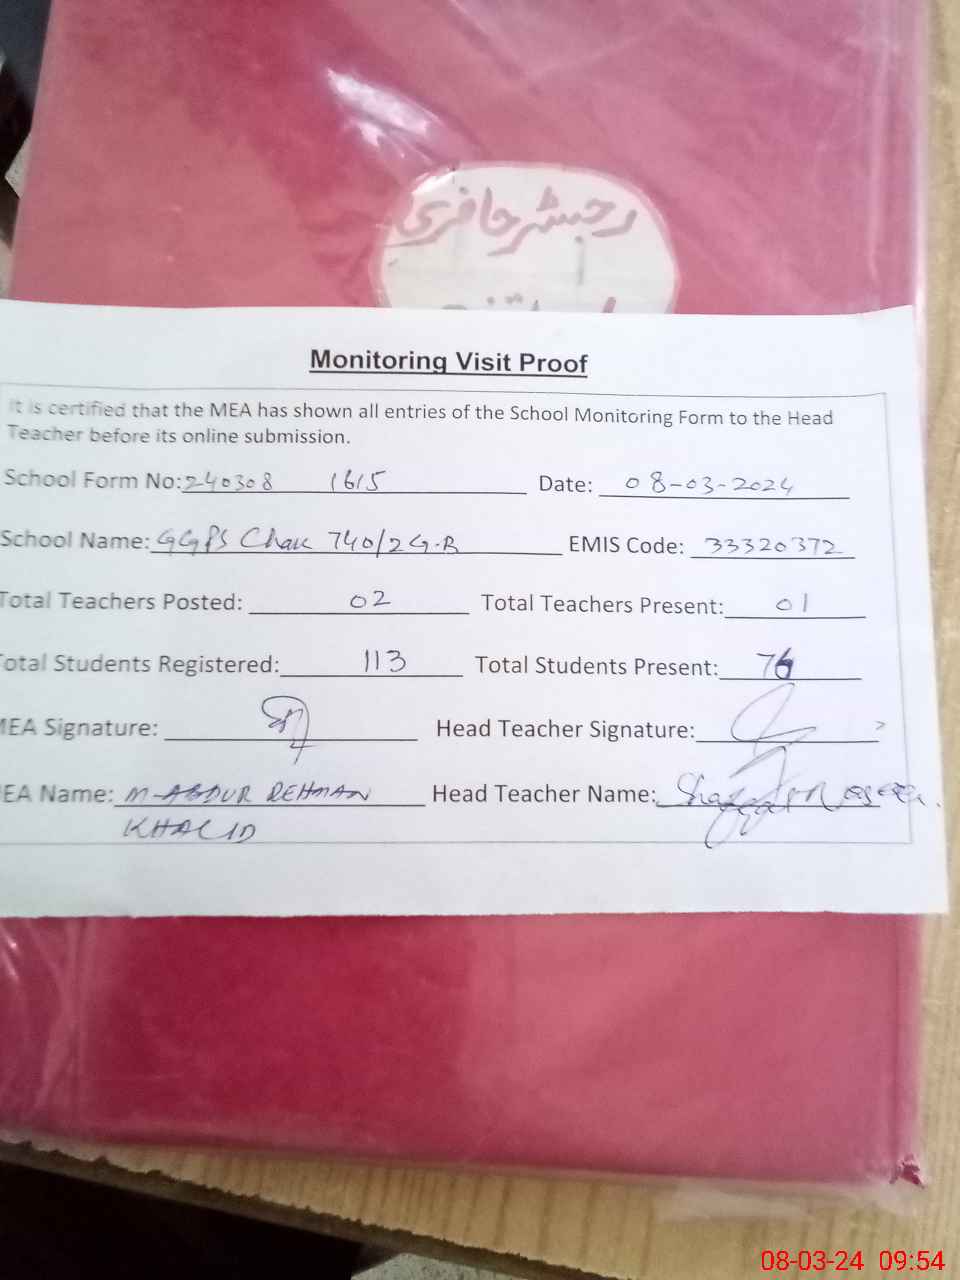 رجسٹر حاضری
Monitoring Visit Proof
It is certified that the MEA has shown all entries of the School Monitoring Form to the Head
Teacher before its online submission.
School Form No: 240308 1615 Date: 08-03-2024
School Name: GGPS Chak 740/2 G.B EMIS Code: 33320372
Total Teachers Posted: 02 Total Teachers Present: 01
Total Students Registered: 113 Total Students Present: 76
MEA Signature: Head Teacher Signature:
MEA Name: M-ABDUR REHMAN Head Teacher Name:
KHALID
08-03-24 09:54